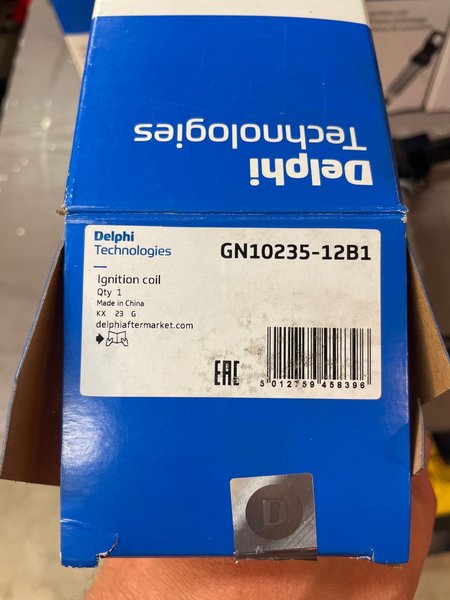 Delphi
Technologies
Delphi
Technologies
GN10235-12B1
Ignition coil
Qty 1
Made in China
KX 23 G
delphiaftermarket.com
EAC
5 012759 458396
D